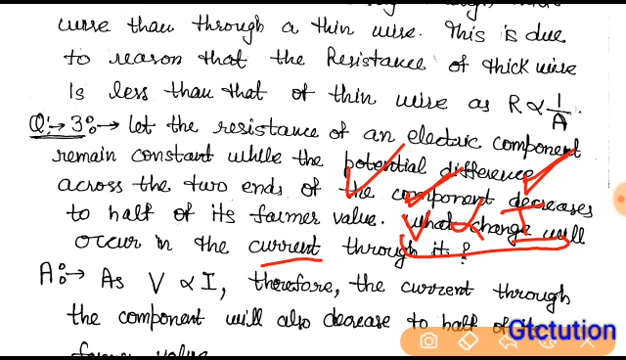 wire than through a thin wire. This is due
to reason that the Resistance of thick wire
is less than that of thin wire as R ∝ 1/A.
Q:→ 3:→ let the resistance of an electric component
remain constant while the potential difference
across the two ends of the component decreases
to half of its former value. What change will
occur in the current through it?
V ∝ I
A:→ As V ∝ I, therefore, the current through
the component will also decrease to half of its
former value
Gtctution